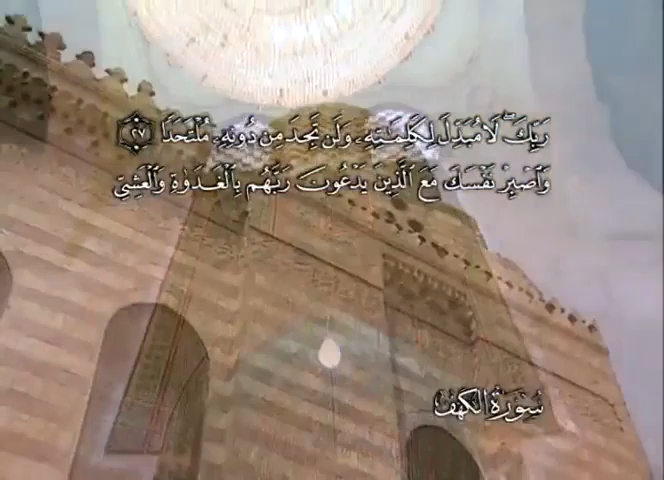 رَبِّكَ ۖ لَا مُبَدِّلَ لِكَلِمَٰتِهِۦ وَلَن تَجِدَ مِن دُونِهِۦ مُلْتَحَدًا ٢٧
وَٱصْبِرْ نَفْسَكَ مَعَ ٱلَّذِينَ يَدْعُونَ رَبَّهُم بِٱلْغَدَوٰةِ وَٱلْعَشِىِّ
سُورَةُ الكَهْفِ